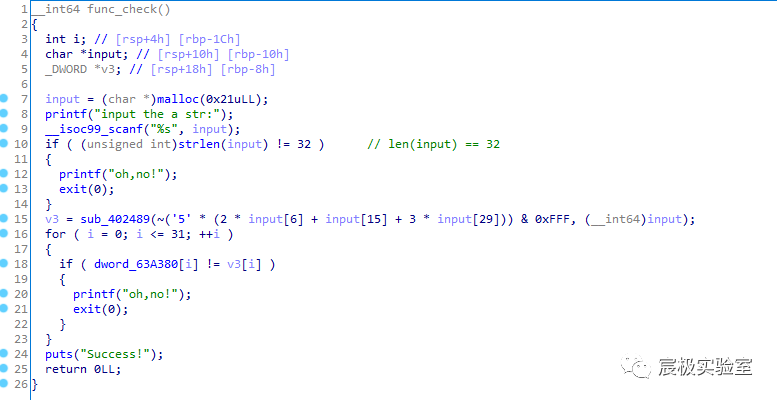 1 __int64 func_check()
2 {
3 int i; // [rsp+4h] [rbp-1Ch]
4 char *input; // [rsp+10h] [rbp-10h]
5 _DWORD *v3; // [rsp+18h] [rbp-8h]
6
7 input = (char *)malloc(0x21uLL);
8 printf("input the a str:");
9 __isoc99_scanf("%s", input);
10 if ( (unsigned int)strlen(input) != 32 ) // len(input) == 32
11 {
12 printf("oh,no!");
13 exit(0);
14 }
15 v3 = sub_402489(~('5' * (2 * input[6] + input[15] + 3 * input[29])) & 0xFFF, (__int64)input);
16 for ( i = 0; i <= 31; ++i )
17 {
18 if ( dword_63A380[i] != v3[i] )
19 {
20 printf("oh,no!");
21 exit(0);
22 }
23 }
24 puts("Success!");
25 return 0LL;
26 }
宸极实验室